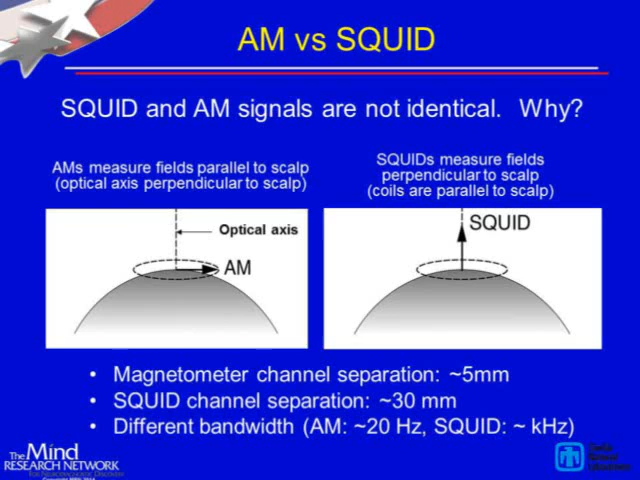 AM vs SQUID
SQUID and AM signals are not identical. Why?
AMs measure fields parallel to scalp
(optical axis perpendicular to scalp)
SQUIDs measure fields
perpendicular to scalp
(coils are parallel to scalp)
Optical axis
AM
SQUID
• Magnetometer channel separation: ~5mm
• SQUID channel separation: ~30 mm
• Different bandwidth (AM: ~20 Hz, SQUID: ~ kHz)
The Mind
RESEARCH NETWORK